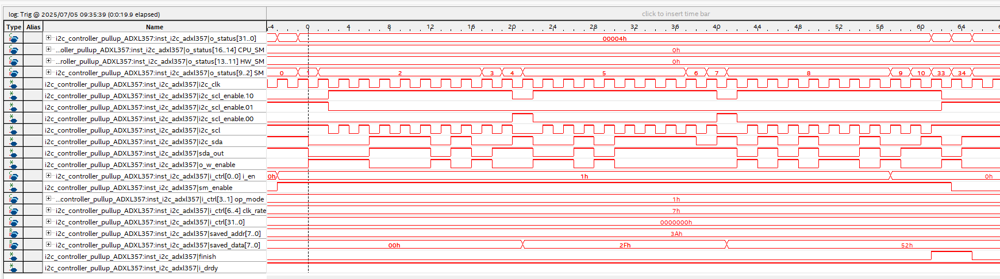 log: Trig @ 2025/07/05 09:35:39 (0:0:19.9 elapsed) click to insert time bar
Type Alias Name -4 0 4 8 12 16 20 24 28 32 36 40 44 48 52 56 60 64
i2c_controller_pullup_ADXL357:inst_i2c_adxl357|o_status[31..0] 00004h
...oller_pullup_ADXL357:inst_i2c_adxl357|o_status[16..14] CPU_SM 0h
...roller_pullup_ADXL357:inst_i2c_adxl357|o_status[13..11] HW_SM 0h
i2c_controller_pullup_ADXL357:inst_i2c_adxl357|o_status[9..2] SM 0 1 2 3 4 5 6 7 8 9 10 33 34
i2c_controller_pullup_ADXL357:inst_i2c_adxl357|i2c_clk
i2c_controller_pullup_ADXL357:inst_i2c_adxl357|i2c_scl_enable.10
i2c_controller_pullup_ADXL357:inst_i2c_adxl357|i2c_scl_enable.01
i2c_controller_pullup_ADXL357:inst_i2c_adxl357|i2c_scl_enable.00
i2c_controller_pullup_ADXL357:inst_i2c_adxl357|i2c_scl
i2c_controller_pullup_ADXL357:inst_i2c_adxl357|i2c_sda
i2c_controller_pullup_ADXL357:inst_i2c_adxl357|sda_out
i2c_controller_pullup_ADXL357:inst_i2c_adxl357|o_w_enable
i2c_controller_pullup_ADXL357:inst_i2c_adxl357|i_ctrl[0..0] i_en 0h 1h 0h
i2c_controller_pullup_ADXL357:inst_i2c_adxl357|sm_enable
...controller_pullup_ADXL357:inst_i2c_adxl357|i_ctrl[3..1] op_mode 1h
i2c_controller_pullup_ADXL357:inst_i2c_adxl357|i_ctrl[6..4] clk_rate 7h
i2c_controller_pullup_ADXL357:inst_i2c_adxl357|i_ctrl[31..0] 0000000h
i2c_controller_pullup_ADXL357:inst_i2c_adxl357|saved_addr[7..0] 3Ah
i2c_controller_pullup_ADXL357:inst_i2c_adxl357|saved_data[7..0] 00h 2Fh 52h
i2c_controller_pullup_ADXL357:inst_i2c_adxl357|finish
i2c_controller_pullup_ADXL357:inst_i2c_adxl357|i_drdy